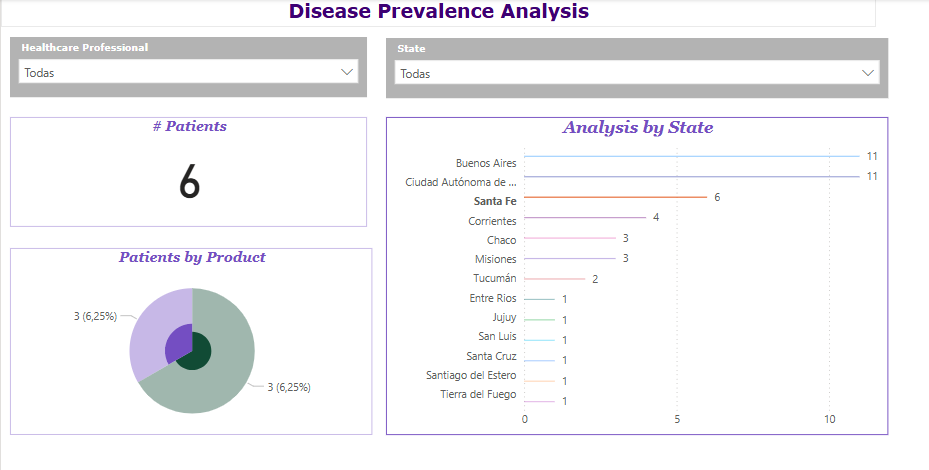 Disease Prevalence Analysis
Healthcare Professional
Todas
State
Todas
# Patients
6
Patients by Product
3 (6,25%)
3 (6,25%)
Analysis by State
Buenos Aires 11
Ciudad Autónoma de ... 11
Santa Fe 6
Corrientes 4
Chaco 3
Misiones 3
Tucumán 2
Entre Rios 1
Jujuy 1
San Luis 1
Santa Cruz 1
Santiago del Estero 1
Tierra del Fuego 1
0 5 10